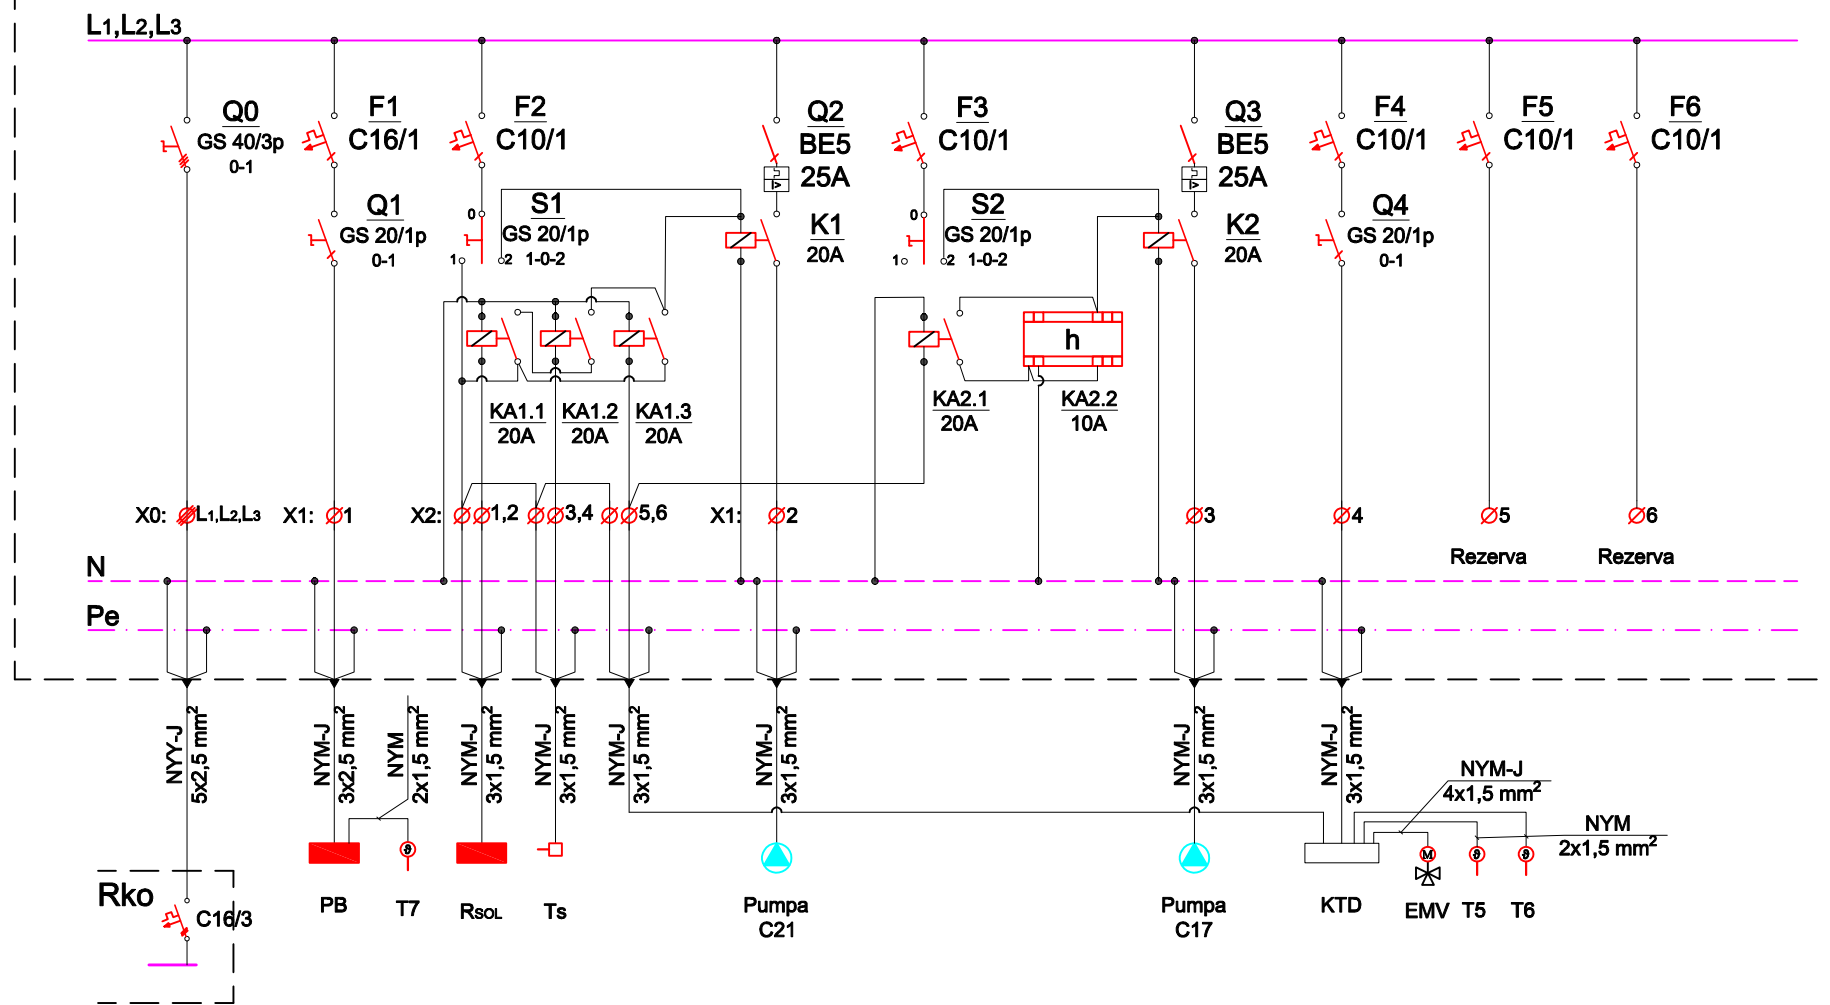 L1,L2,L3
Q0
GS 40/3p
0-1
F1
C16/1
F2
C10/1
Q2
BE5
25A
I>
F3
C10/1
Q3
BE5
25A
I>
F4
C10/1
F5
C10/1
F6
C10/1
Q1
GS 20/1p
0-1
0
S1
GS 20/1p
1
2
1-0-2
K1
20A
0
S2
GS 20/1p
1
2
1-0-2
K2
20A
Q4
GS 20/1p
0-1
h
KA1.1
20A
KA1.2
20A
KA1.3
20A
KA2.1
20A
KA2.2
10A
X0:
L1,L2,L3
X1:
1
X2:
1,2
3,4
5,6
X1:
2
3
4
5
6
Rezerva
Rezerva
N
Pe
NYY-J
5x2,5 mm²
NYM-J
3x2,5 mm²
NYM
2x1,5 mm²
NYM-J
3x1,5 mm²
NYM-J
3x1,5 mm²
NYM-J
3x1,5 mm²
NYM-J
3x1,5 mm²
NYM-J
3x1,5 mm²
NYM-J
3x1,5 mm²
NYM-J
4x1,5 mm²
NYM
2x1,5 mm²
ϑ
M
ϑ
ϑ
Rko
C16/3
PB
T7
RSOL
Ts
Pumpa
C21
Pumpa
C17
KTD
EMV
T5
T6